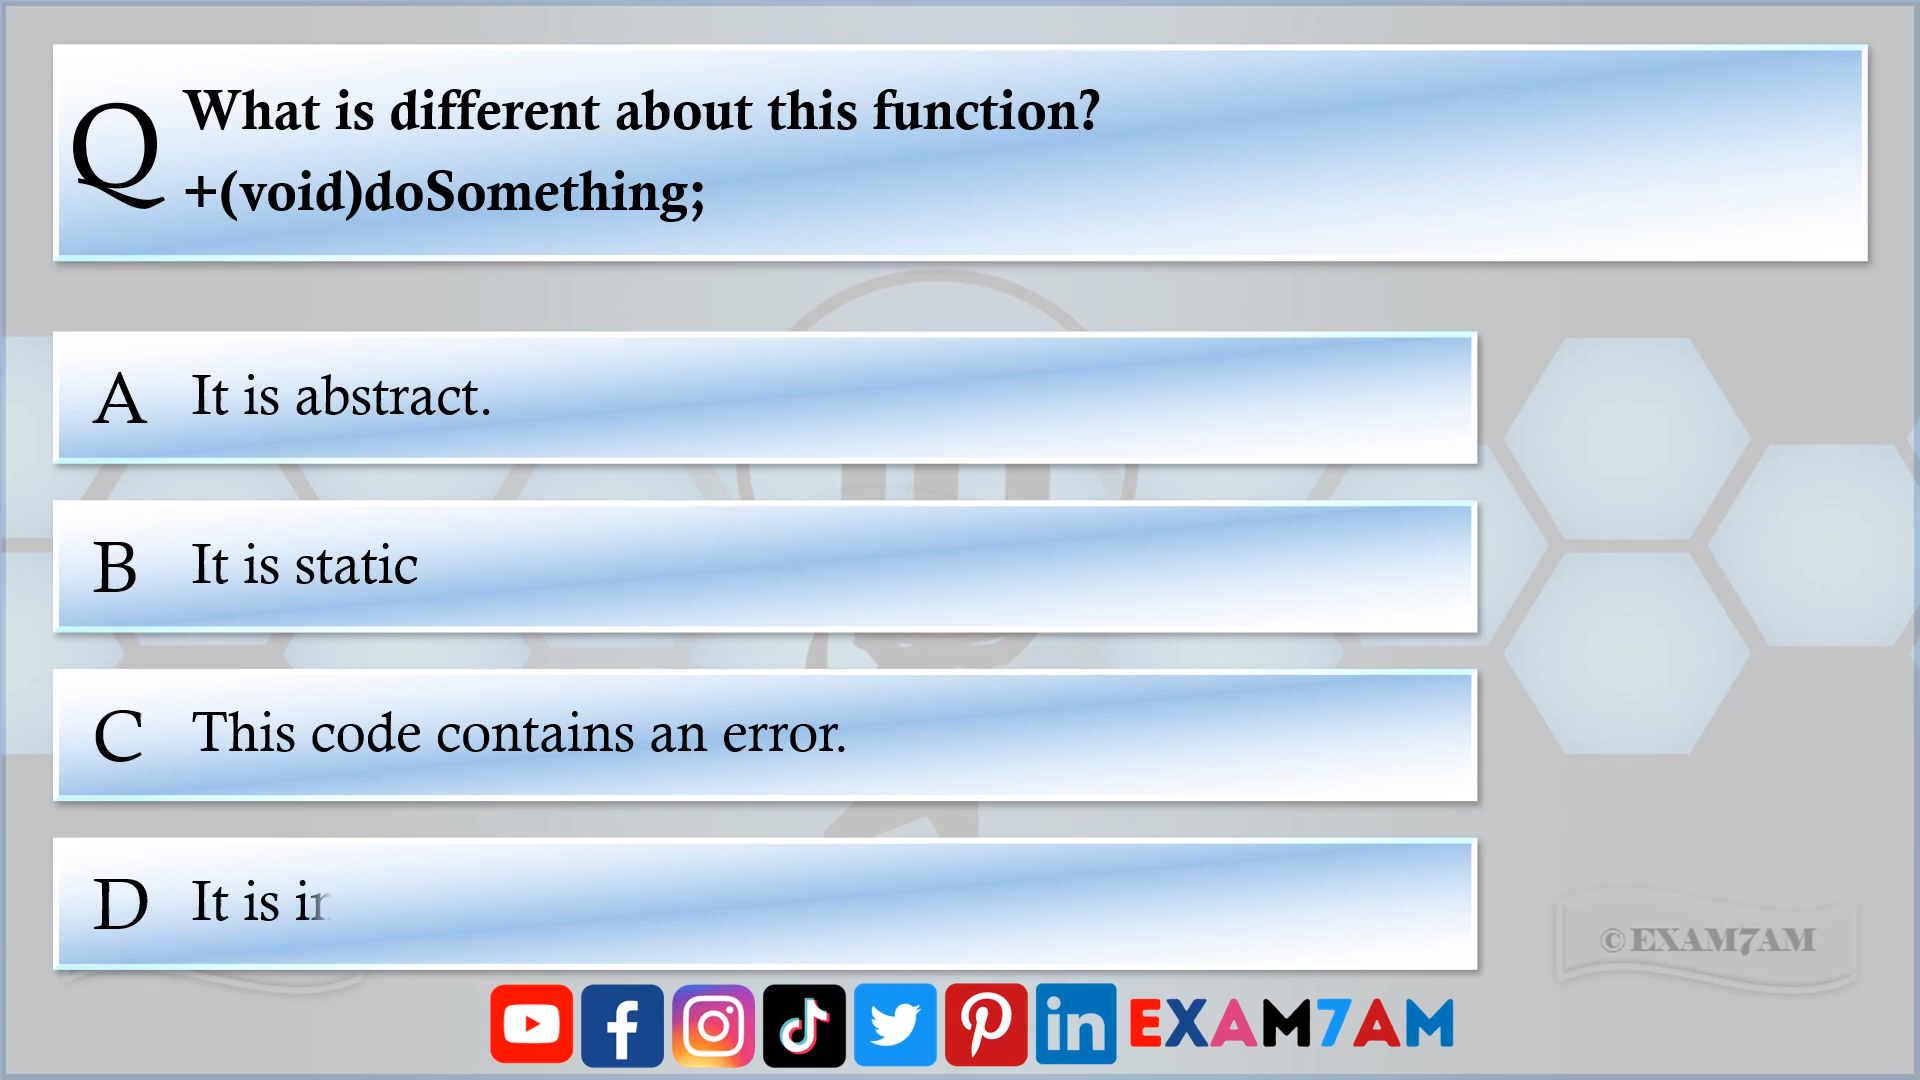 Q
What is different about this function?
+(void)doSomething;
A It is abstract.
B It is static
C This code contains an error.
D It is
©EXAM7AM
EXAM7AM